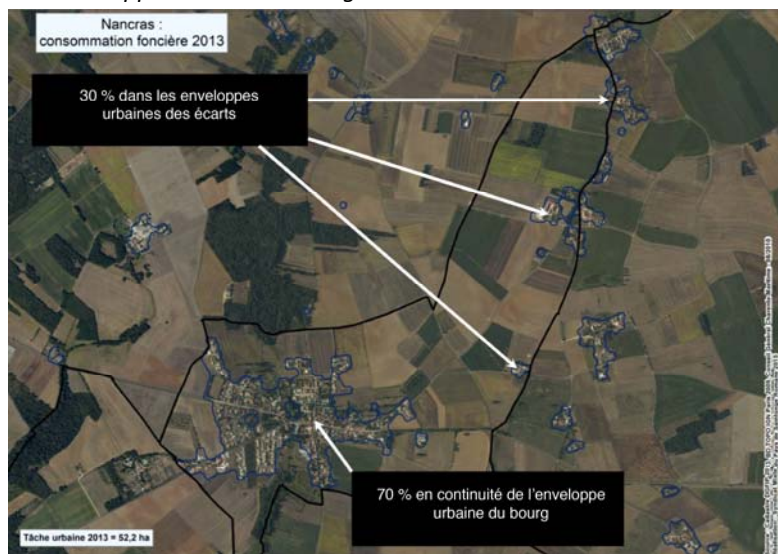 Nancras :
consommation foncière 2013
30 % dans les enveloppes
urbaines des écarts
70 % en continuité de l'enveloppe
urbaine du bourg
Tâche urbaine 2013 = 52,2 ha